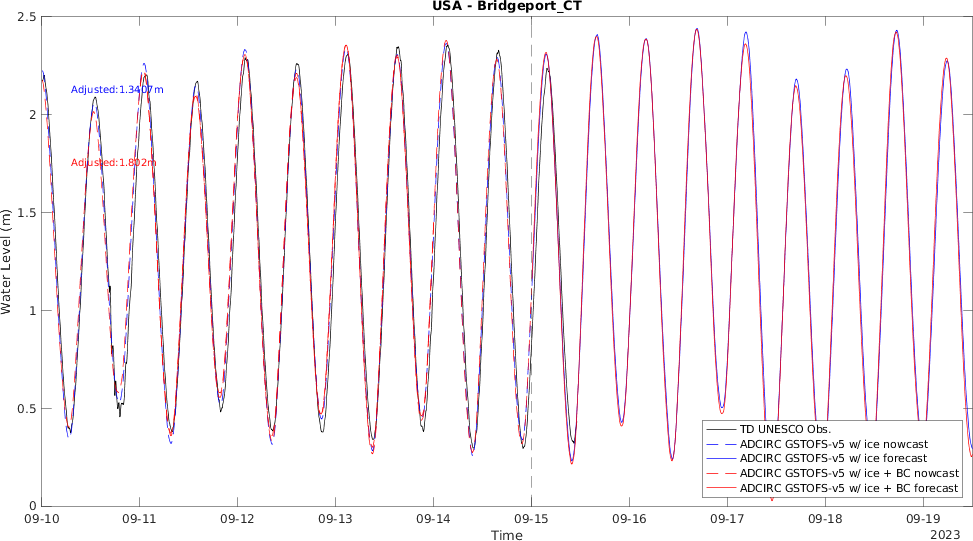 USA - Bridgeport_CT
2.5
2
1.5
1
0.5
0
Water Level (m)
Adjusted:1.3407m
Adjusted:1.802m
TD UNESCO Obs.
ADCIRC GSTOFS-v5 w/ ice nowcast
ADCIRC GSTOFS-v5 w/ ice forecast
ADCIRC GSTOFS-v5 w/ ice + BC nowcast
ADCIRC GSTOFS-v5 w/ ice + BC forecast
09-10 09-11 09-12 09-13 09-14 09-15 09-16 09-17 09-18 09-19
Time
2023